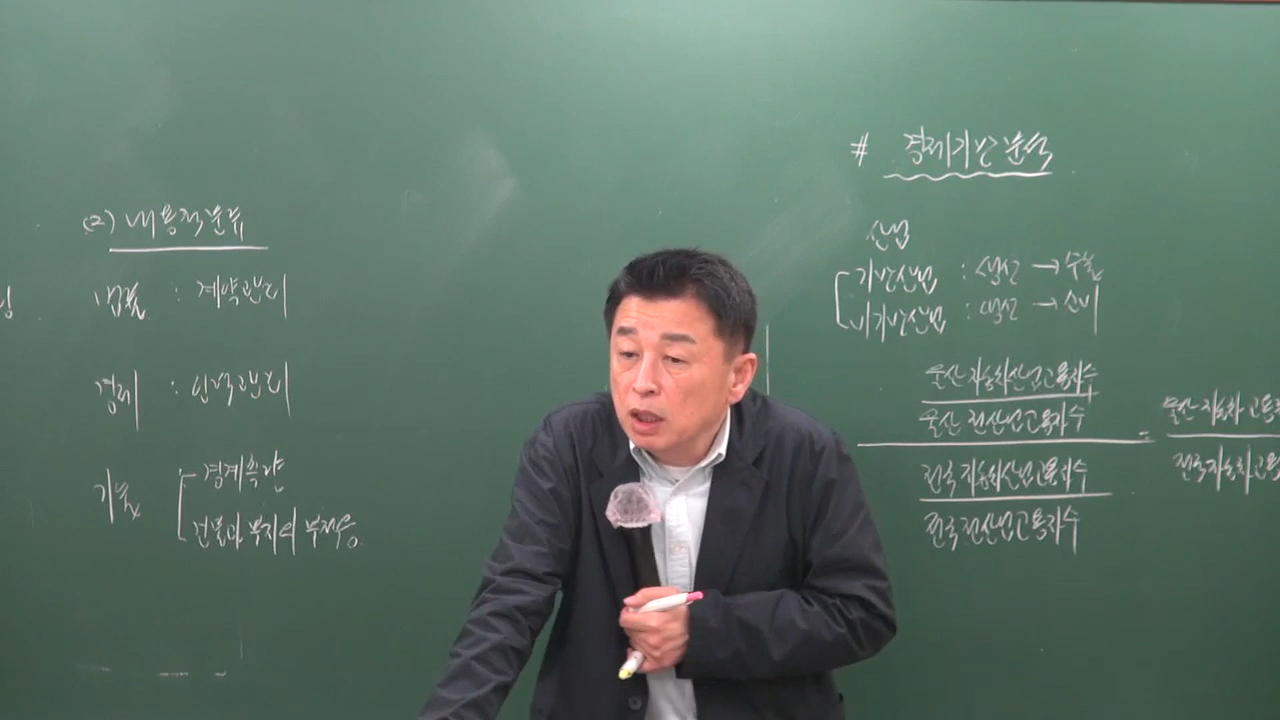 (2) 내용적분류
법률 : 계약관리
경제 : 인력관리
기술 경계측량
건물과 부지의 부적응
# 경제기반분석
산업
기반산업 : 생산 → 수출
비기반산업 : 생산 → 소비
울산 자동차산업고용자수
울산 전산업고용자수
전국 자동차산업고용자수
전국 전산업고용자수
=
울산 자동차 고용
전국 자동차 고용